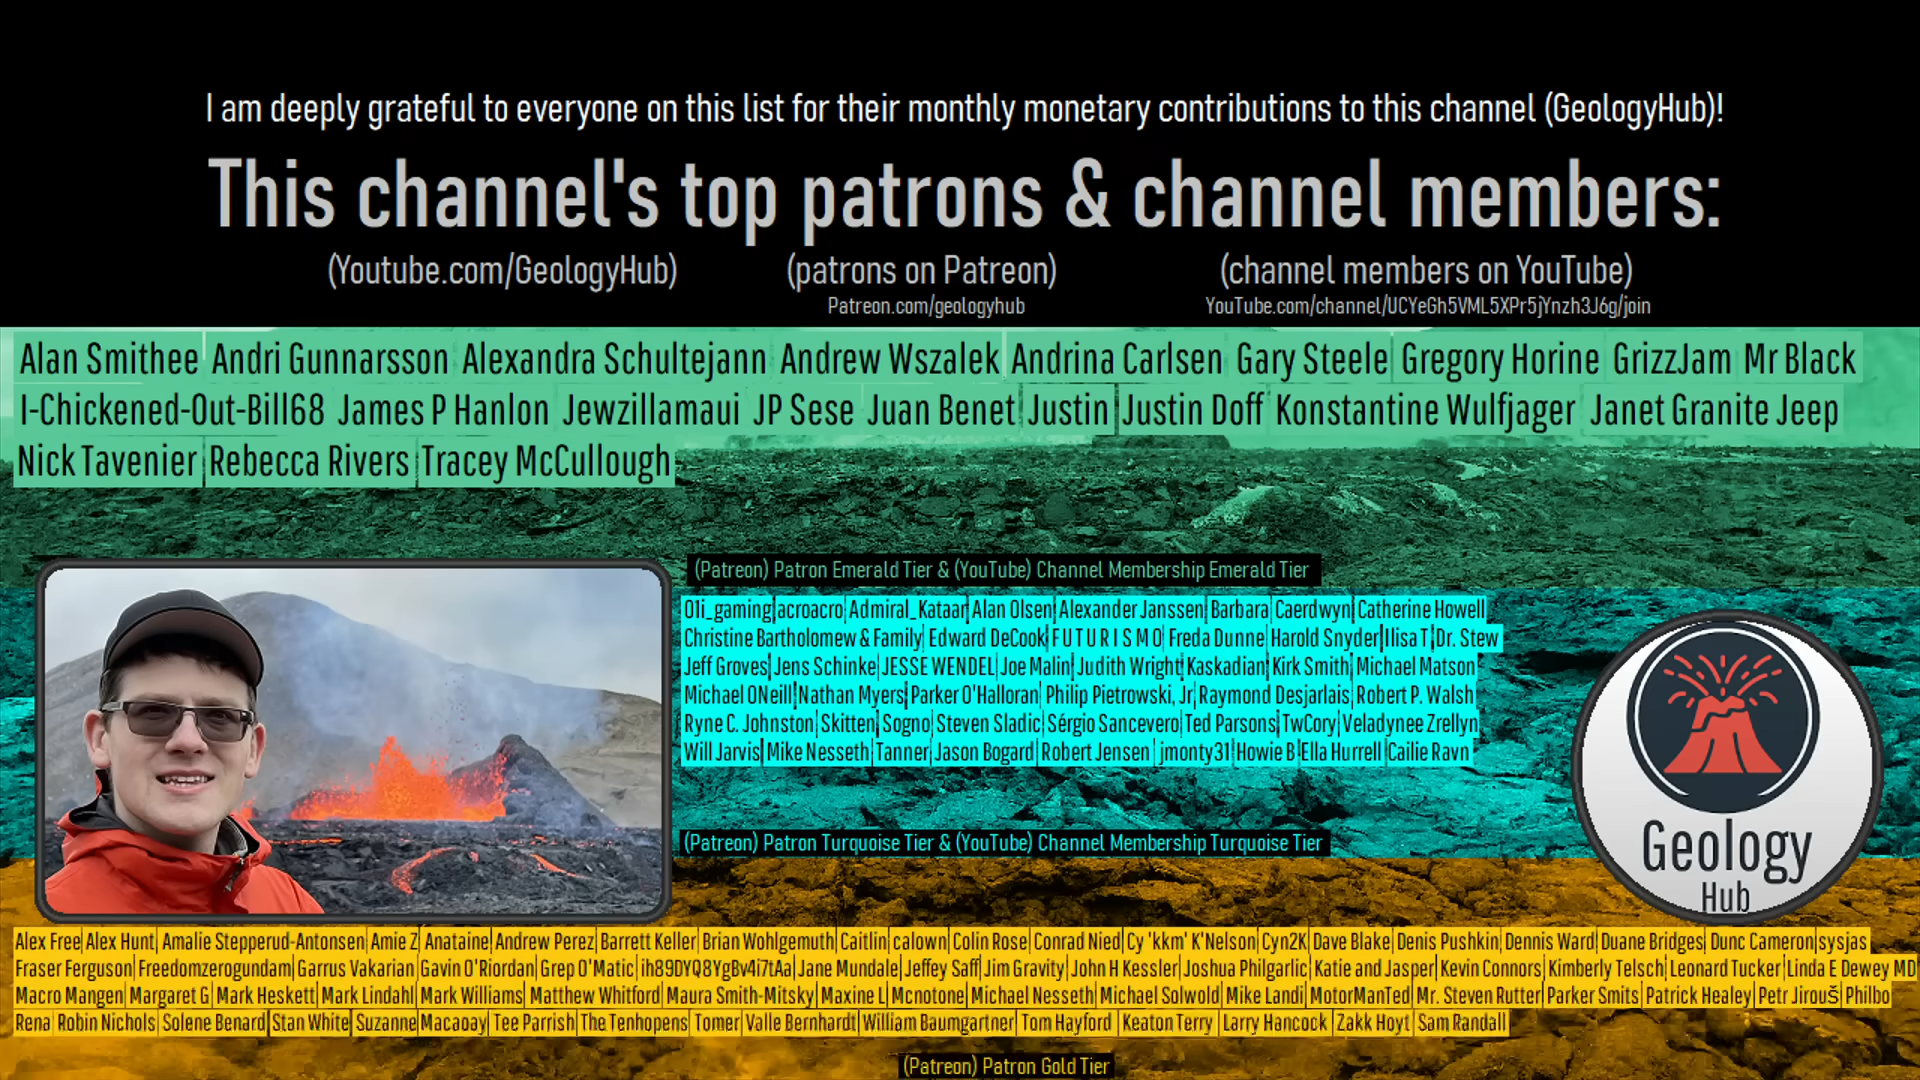 I am deeply grateful to everyone on this list for their monthly monetary contributions to this channel (GeologyHub)!
This channel's top patrons & channel members:
(Youtube.com/GeologyHub) (patrons on Patreon) (channel members on YouTube)
Patreon.com/geologyhub YouTube.com/channel/UCYeGh5VML5XPr5jYnzh3J6g/join
Alan Smithee Andri Gunnarsson Alexandra Schultejann Andrew Wszalek Andrina Carlsen Gary Steele Gregory Horine GrizzJam Mr Black
I-Chickened-Out-Bill68 James P Hanlon Jewzillamaui JP Sese Juan Benet Justin Justin Doff Konstantine Wulfjager Janet Granite Jeep
Nick Tavenier Rebecca Rivers Tracey McCullough
(Patreon) Patron Emerald Tier & (YouTube) Channel Membership Emerald Tier
01i_gaming acroacro Admiral_Kataar Alan Olsen Alexander Janssen Barbara Caerdwyn Catherine Howell
Christine Bartholomew & Family Edward DeCook F U T U R I S M O Freda Dunne Harold Snyder Ilisa T Dr. Stew
Jeff Groves Jens Schinke JESSE WENDEL Joe Malin Judith Wright Kaskadian Kirk Smith Michael Matson
Michael ONeill Nathan Myers Parker O'Halloran Philip Pietrowski, Jr Raymond Desjarlais Robert P. Walsh
Ryne C. Johnston Skitten Sogno Steven Sladic Sérgio Sancevero Ted Parsons TwCory Veladynee Zrellyn
Will Jarvis Mike Nesseth Tanner Jason Bogard Robert Jensen jmonty31 Howie B Ella Hurrell Cailie Ravn
(Patreon) Patron Turquoise Tier & (YouTube) Channel Membership Turquoise Tier
Geology
Hub
Alex Free Alex Hunt Amalie Stepperud-Antonsen Amie Z Anataine Andrew Perez Barrett Keller Brian Wohlgemuth Caitlin calown Colin Rose Conrad Nied Cy 'kkm' K'Nelson Cyn2K Dave Blake Denis Pushkin Dennis Ward Duane Bridges Dunc Cameron sysjas
Fraser Ferguson Freedomzerogundam Garrus Vakarian Gavin O'Riordan Grep O'Matic ih89DYQ8YgBv4i7tAa Jane Mundale Jeffey Saff Jim Gravity John H Kessler Joshua Philgarlic Katie and Jasper Kevin Connors Kimberly Telsch Leonard Tucker Linda E Dewey MD
Macro Mangen Margaret G Mark Heskett Mark Lindahl Mark Williams Matthew Whitford Maura Smith-Mitsky Maxine L Mcnotone Michael Nesseth Michael Solwold Mike Landi MotorManTed Mr. Steven Rutter Parker Smits Patrick Healey Petr Jirouš Philbo
Rena Robin Nichols Solene Benard Stan White Suzanne Macaoay Tee Parrish The Tenhopens Tomer Valle Bernhardt William Baumgartner Tom Hayford Keaton Terry Larry Hancock Zakk Hoyt Sam Randall
(Patreon) Patron Gold Tier